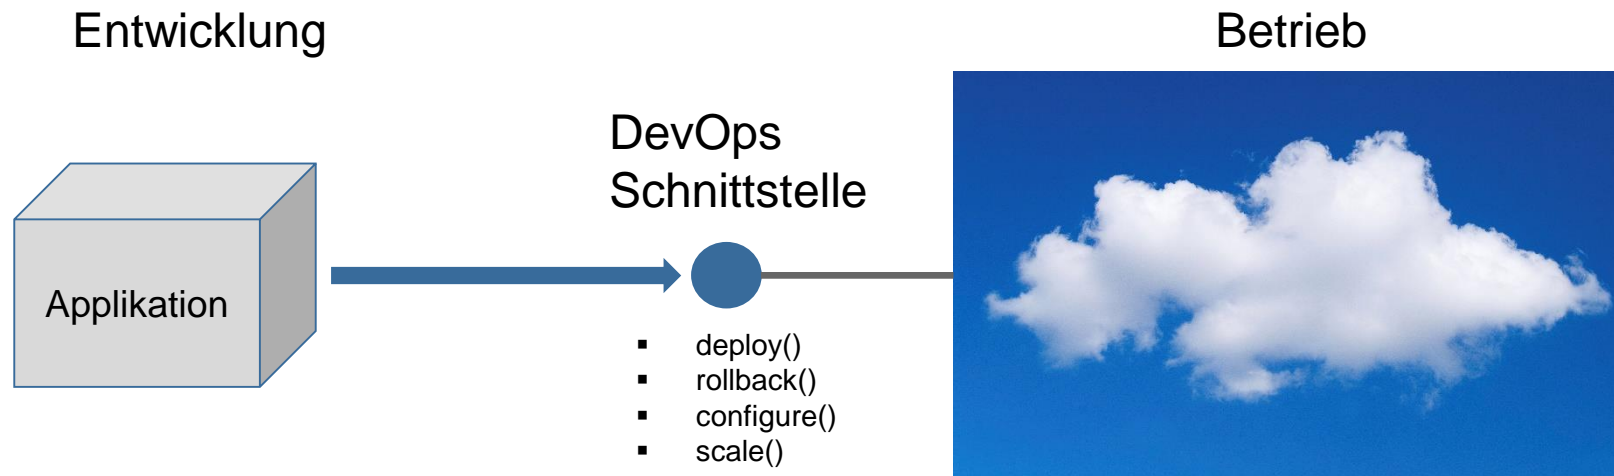 Entwicklung
Betrieb
DevOps
Schnittstelle
Applikation
▪ deploy()
▪ rollback()
▪ configure()
▪ scale()